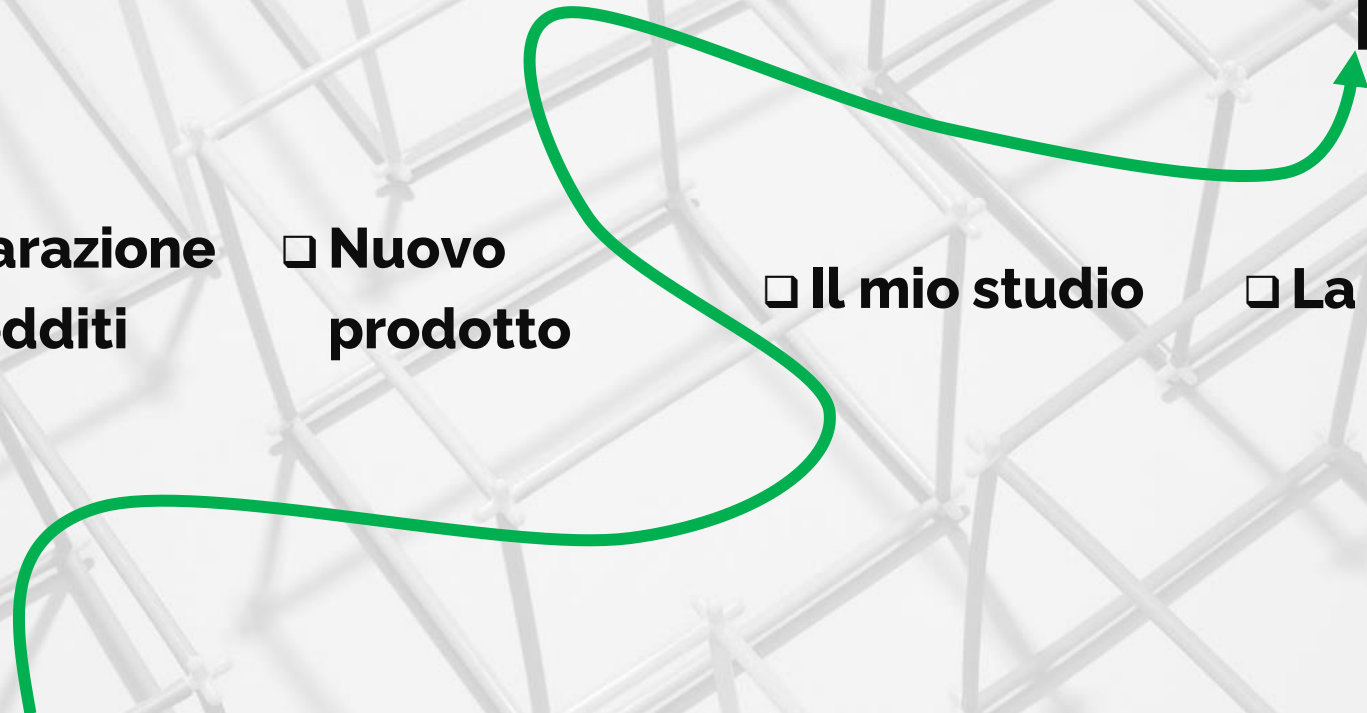 arazione
dditi
❑ Nuovo
prodotto
❑ Il mio studio
❑ La